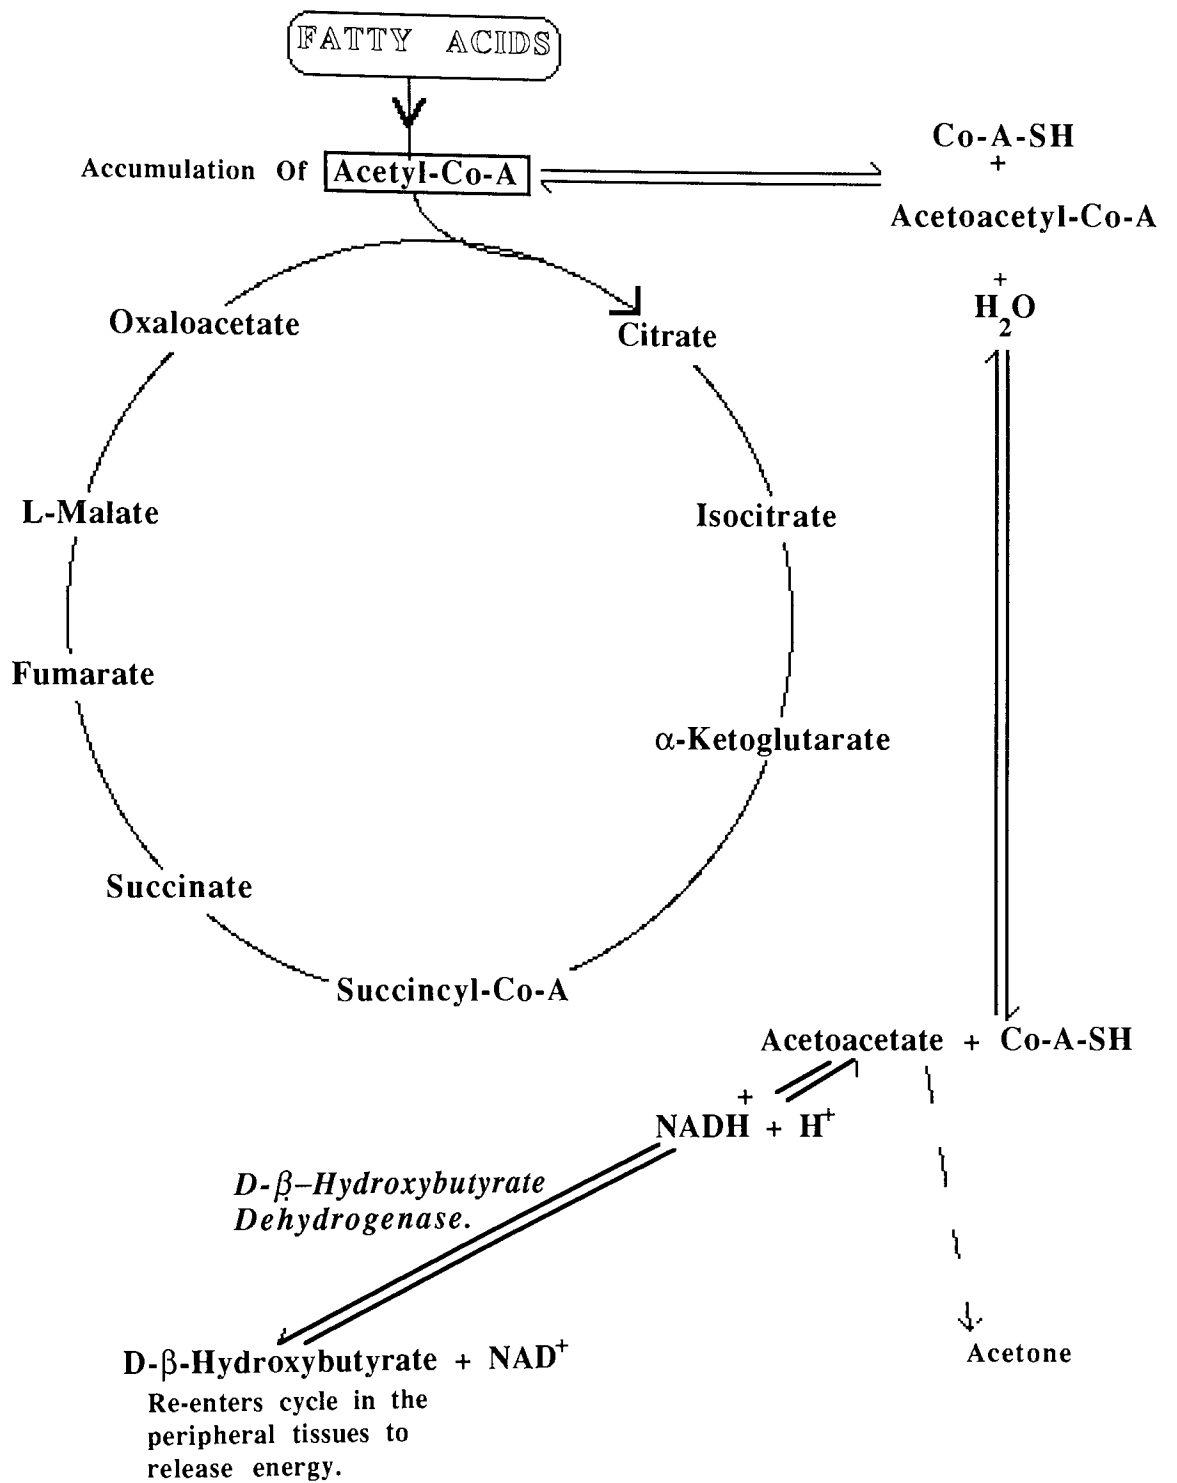 FATTY ACIDS
Accumulation Of Acetyl-Co-A
Co-A-SH
+
Acetoacetyl-Co-A
+
H2O
Oxaloacetate
Citrate
L-Malate
Isocitrate
Fumarate
α-Ketoglutarate
Succinate
Succincyl-Co-A
Acetoacetate + Co-A-SH
+
NADH + H+
D-β–Hydroxybutyrate
Dehydrogenase.
D-β-Hydroxybutyrate + NAD+
Acetone
Re-enters cycle in the
peripheral tissues to
release energy.